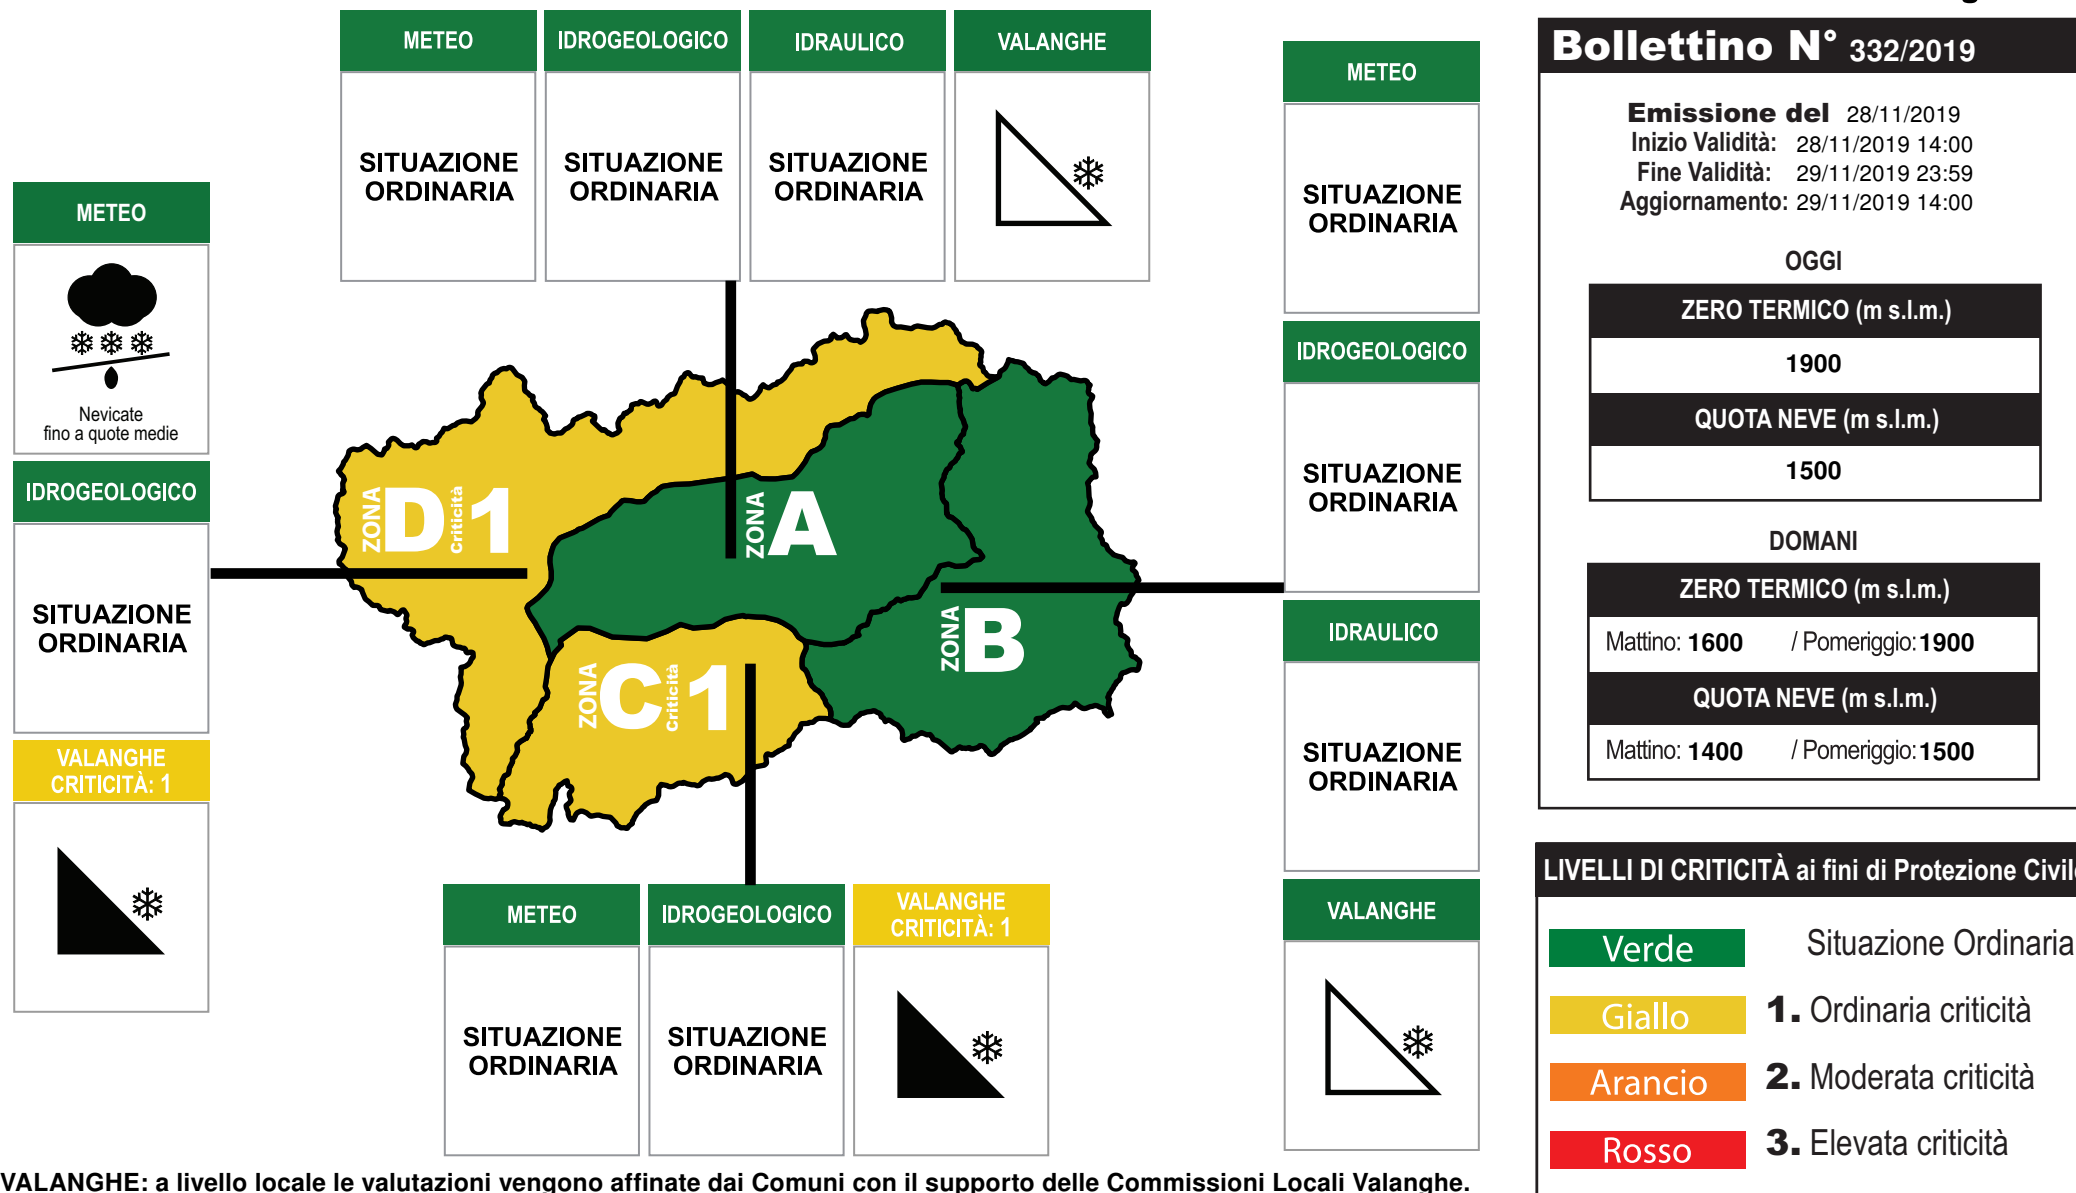 METEO
IDROGEOLOGICO
IDRAULICO
VALANGHE
SITUAZIONE
ORDINARIA
SITUAZIONE
ORDINARIA
SITUAZIONE
ORDINARIA
METEO
Nevicate
fino a quote medie
IDROGEOLOGICO
SITUAZIONE
ORDINARIA
VALANGHE
CRITICITÀ: 1
ZONA D Criticità 1
ZONA A
ZONA B
ZONA C Criticità 1
METEO
SITUAZIONE
ORDINARIA
IDROGEOLOGICO
SITUAZIONE
ORDINARIA
IDRAULICO
SITUAZIONE
ORDINARIA
VALANGHE
METEO
IDROGEOLOGICO
VALANGHE
CRITICITÀ: 1
SITUAZIONE
ORDINARIA
SITUAZIONE
ORDINARIA
Bollettino N° 332/2019
Emissione del 28/11/2019
Inizio Validità: 28/11/2019 14:00
Fine Validità: 29/11/2019 23:59
Aggiornamento: 29/11/2019 14:00
OGGI
ZERO TERMICO (m s.l.m.)
1900
QUOTA NEVE (m s.l.m.)
1500
DOMANI
ZERO TERMICO (m s.l.m.)
Mattino: 1600 / Pomeriggio: 1900
QUOTA NEVE (m s.l.m.)
Mattino: 1400 / Pomeriggio: 1500
LIVELLI DI CRITICITÀ ai fini di Protezione Civile
Verde Situazione Ordinaria
Giallo 1. Ordinaria criticità
Arancio 2. Moderata criticità
Rosso 3. Elevata criticità
VALANGHE: a livello locale le valutazioni vengono affinate dai Comuni con il supporto delle Commissioni Locali Valanghe.